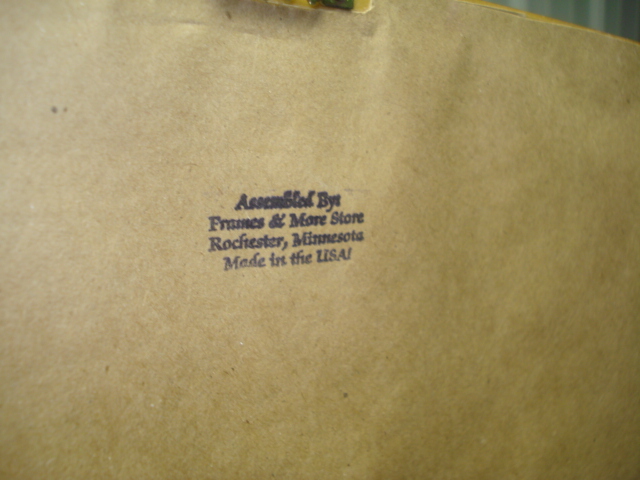 Assembled By:
Frames & More Store
Rochester, Minnesota
Made in the USA!